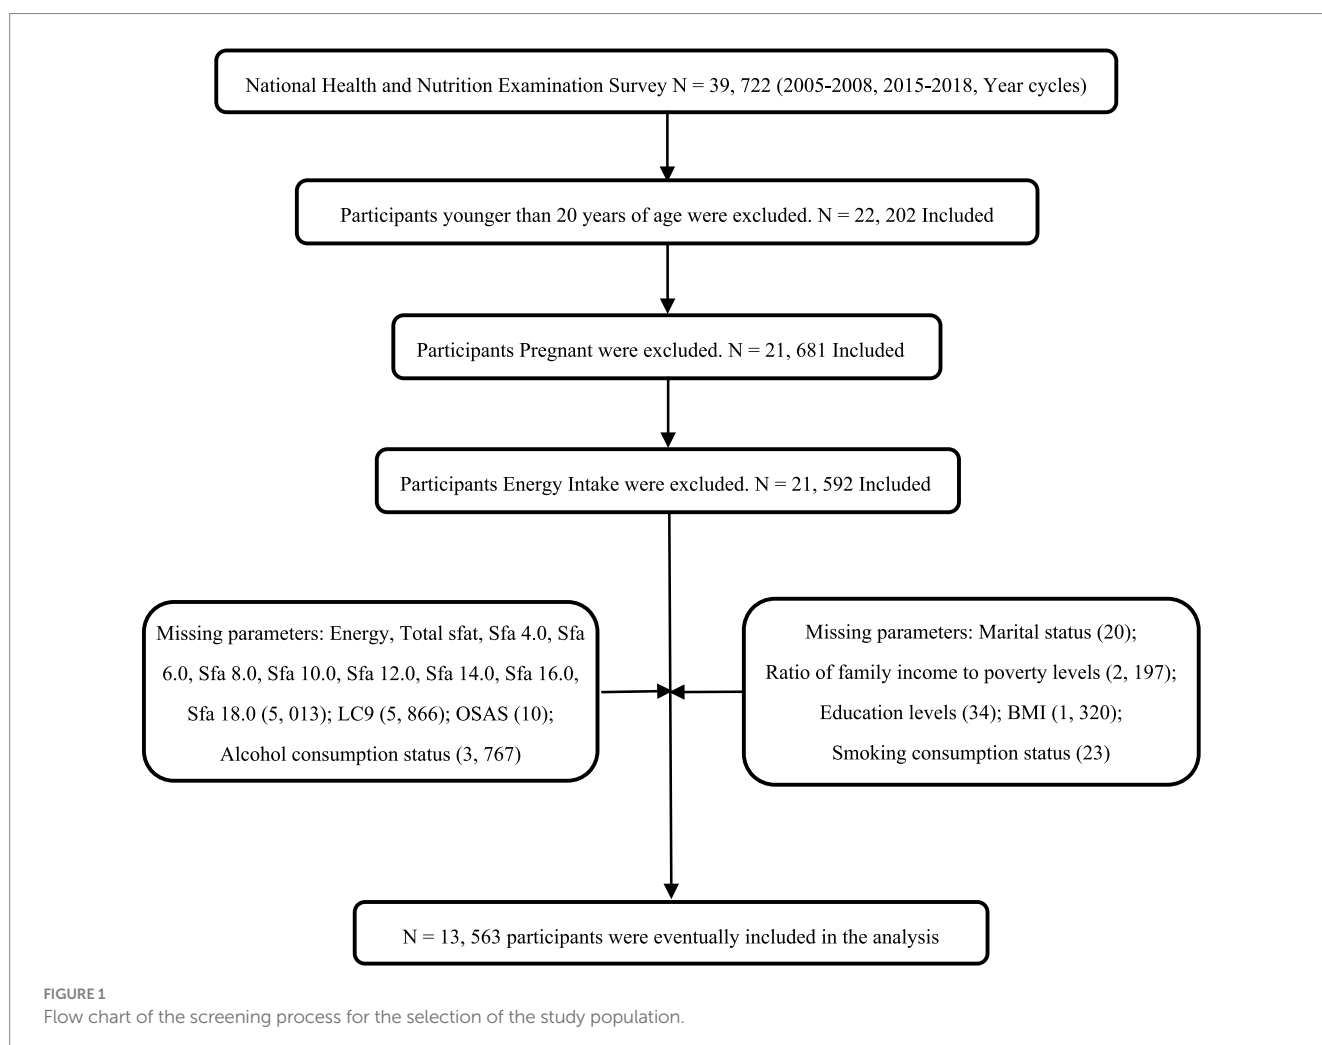 National Health and Nutrition Examination Survey N = 39, 722 (2005-2008, 2015-2018, Year cycles)
Participants younger than 20 years of age were excluded. N = 22, 202 Included
Participants Pregnant were excluded. N = 21, 681 Included
Participants Energy Intake were excluded. N = 21, 592 Included
Missing parameters: Energy, Total sfat, Sfa 4.0, Sfa
6.0, Sfa 8.0, Sfa 10.0, Sfa 12.0, Sfa 14.0, Sfa 16.0,
Sfa 18.0 (5, 013); LC9 (5, 866); OSAS (10);
Alcohol consumption status (3, 767)
Missing parameters: Marital status (20);
Ratio of family income to poverty levels (2, 197);
Education levels (34); BMI (1, 320);
Smoking consumption status (23)
N = 13, 563 participants were eventually included in the analysis
FIGURE 1
Flow chart of the screening process for the selection of the study population.